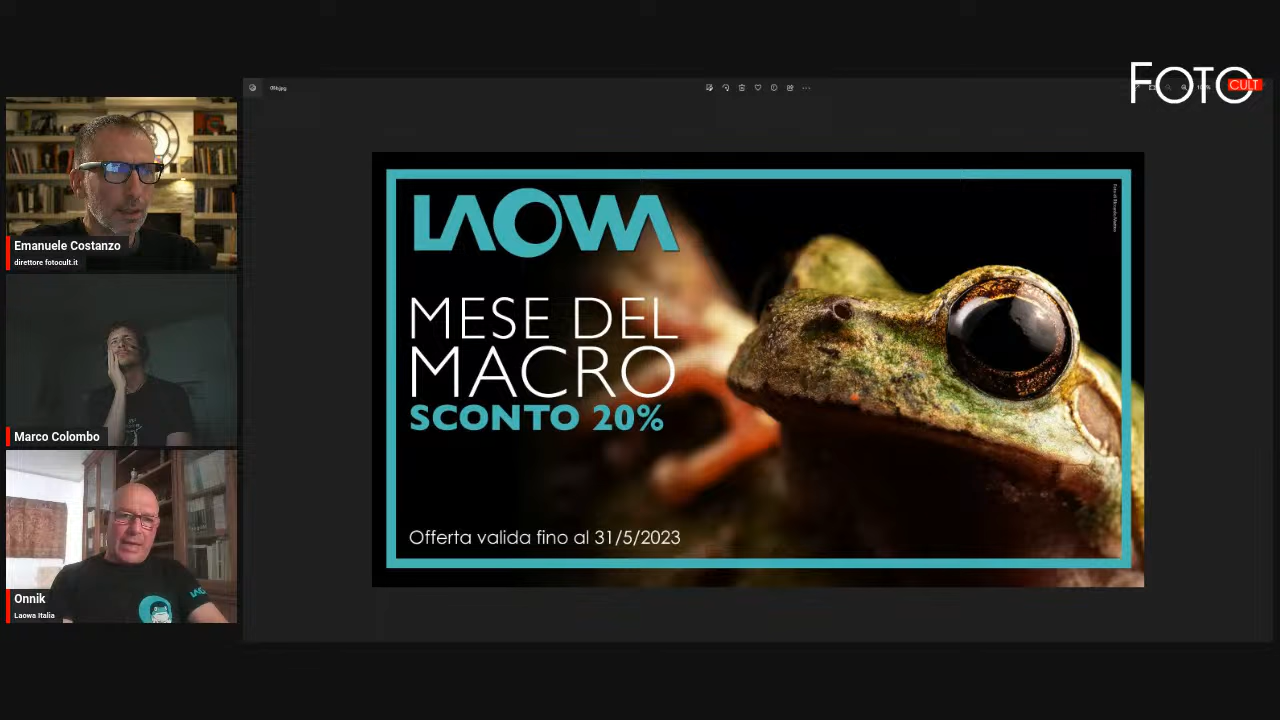 FOTO CULT
LAOWA
MESE DEL
MACRO
SCONTO 20%
Offerta valida fino al 31/5/2023
Emanuele Costanzo
direttore fotocult.it
Marco Colombo
Onnik
Laowa Italia